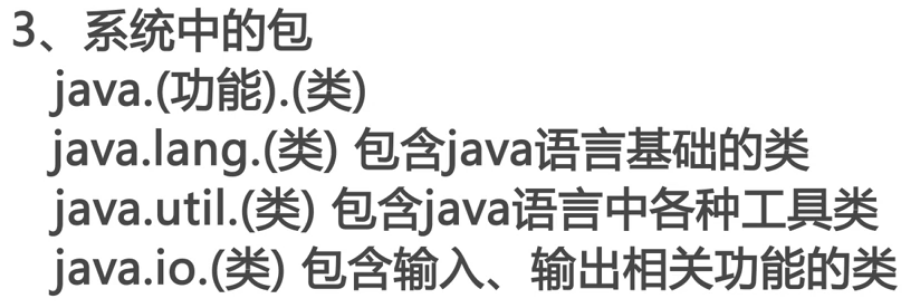 3、系统中的包
java.(功能).(类)
java.lang.(类) 包含java语言基础的类
java.util.(类) 包含java语言中各种工具类
java.io.(类) 包含输入、输出相关功能的类